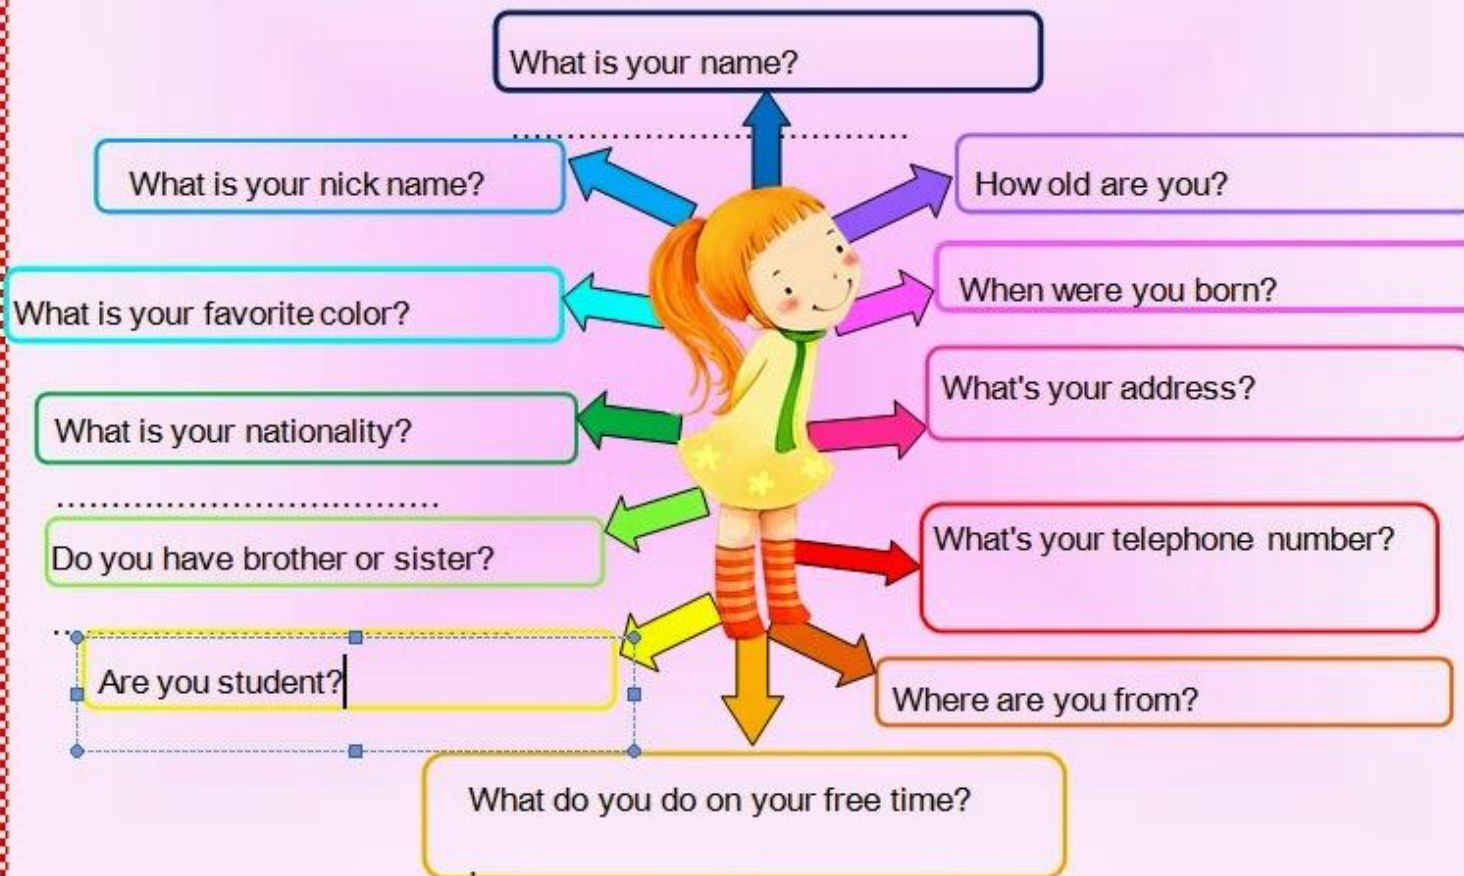 What is your name?
What is your nick name?
How old are you?
What is your favorite color?
When were you born?
What is your nationality?
What's your address?
Do you have brother or sister?
What's your telephone number?
Are you student?
Where are you from?
What do you do on your free time?